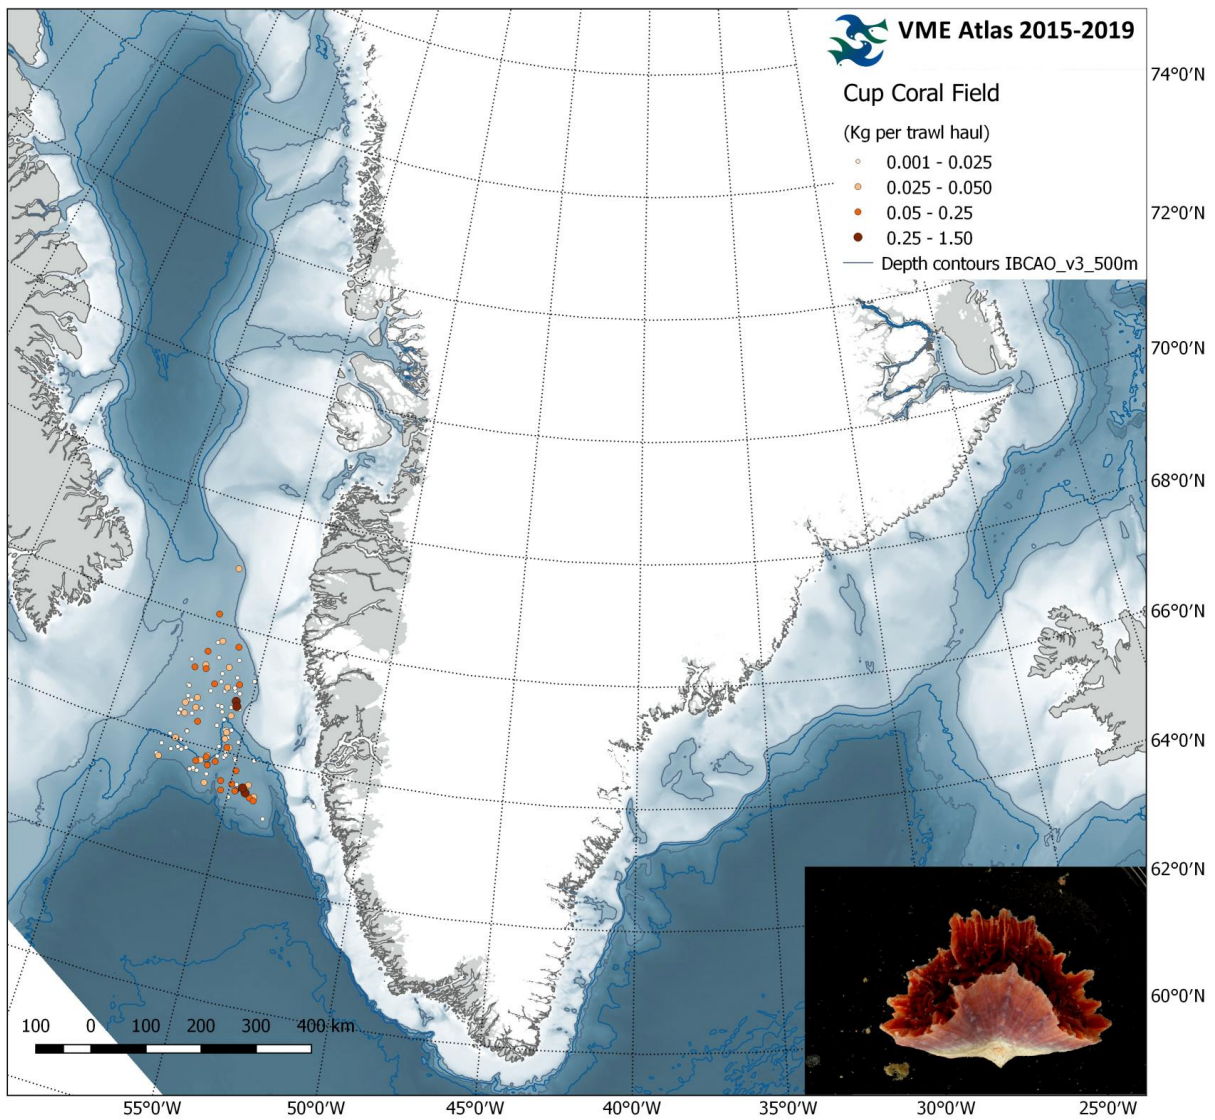 VME Atlas 2015-2019
Cup Coral Field
(Kg per trawl haul)
0.001 - 0.025
0.025 - 0.050
0.05 - 0.25
0.25 - 1.50
Depth contours IBCAO_v3_500m
74°0'N
72°0'N
70°0'N
68°0'N
66°0'N
64°0'N
62°0'N
60°0'N
100 0 100 200 300 400 km
55°0'W 50°0'W 45°0'W 40°0'W 35°0'W 30°0'W 25°0'W